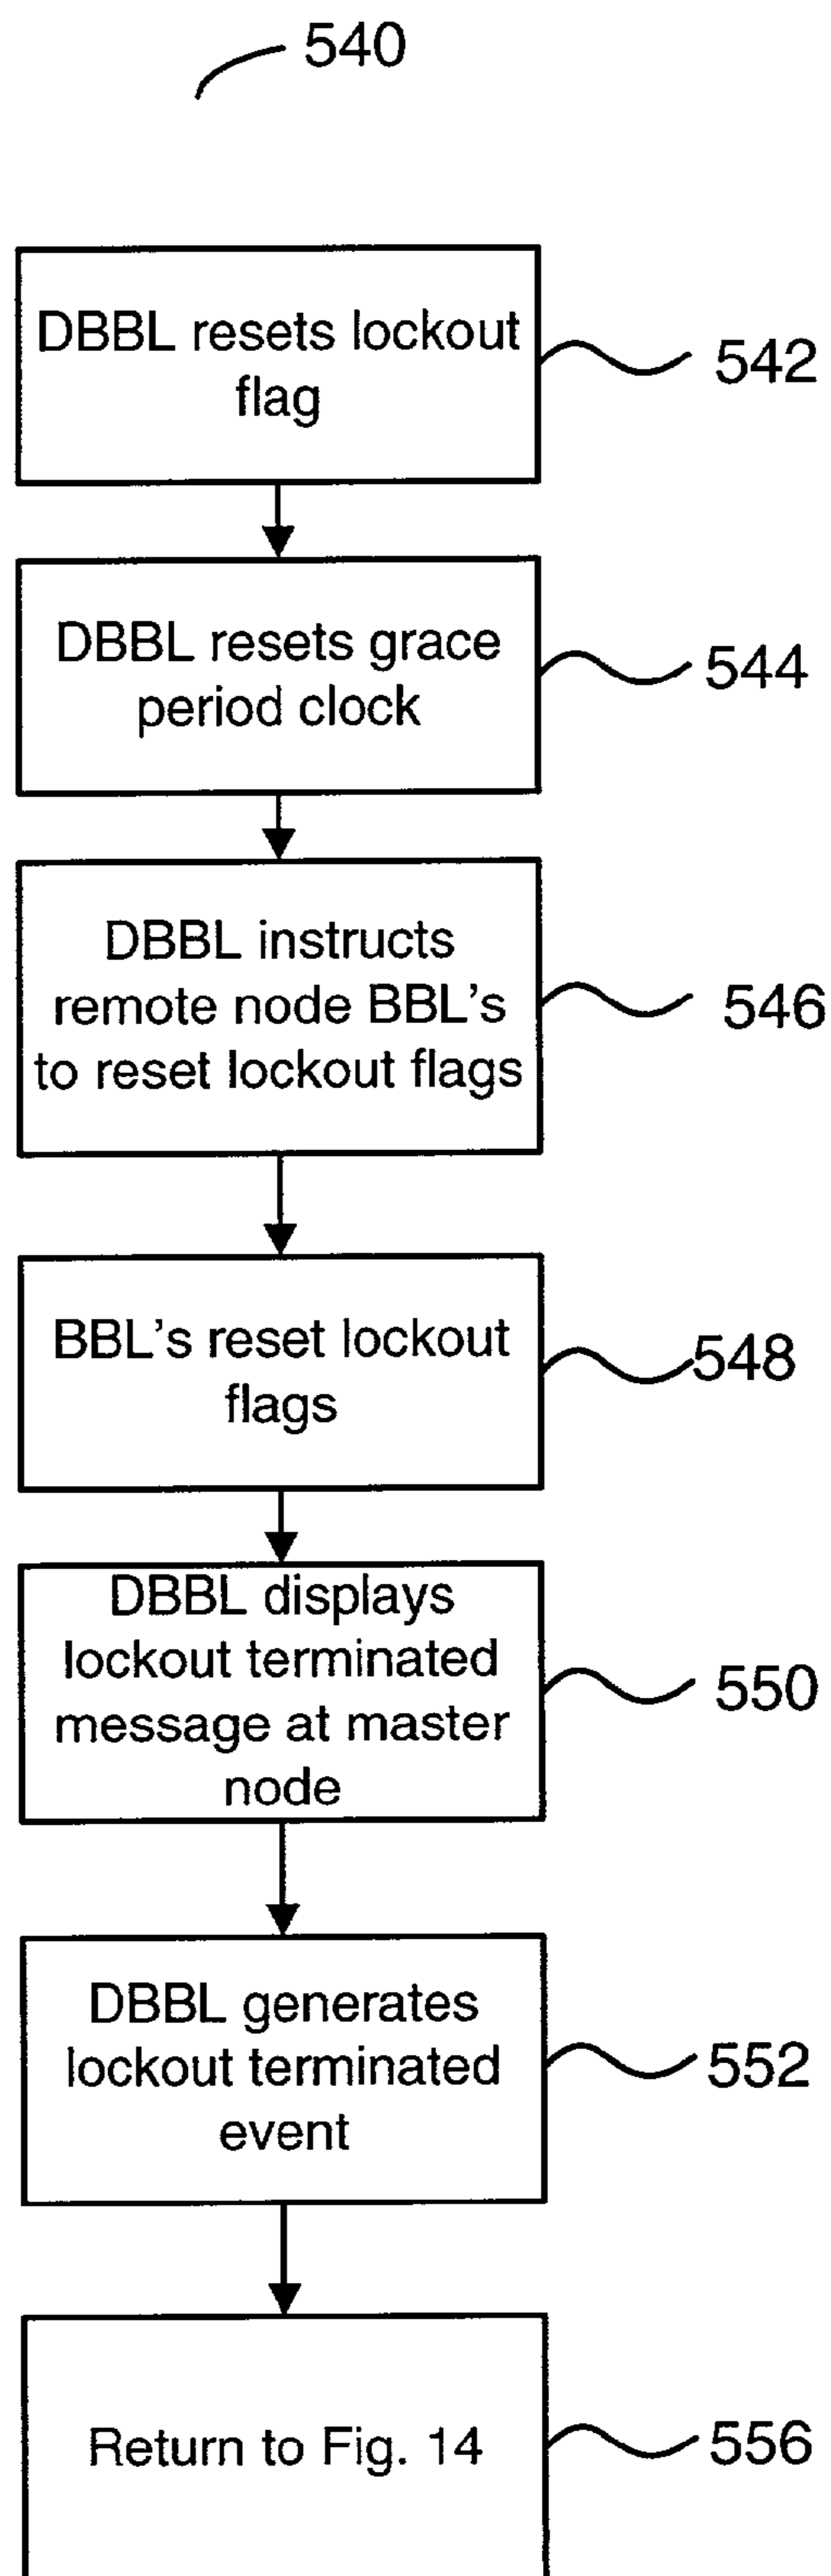 540
DBBL resets lockout
flag
542
DBBL resets grace
period clock
544
DBBL instructs
remote node BBL's
to reset lockout flags
546
BBL's reset lockout
flags
548
DBBL displays
lockout terminated
message at master
node
550
DBBL generates
lockout terminated
event
552
Return to Fig. 14
556